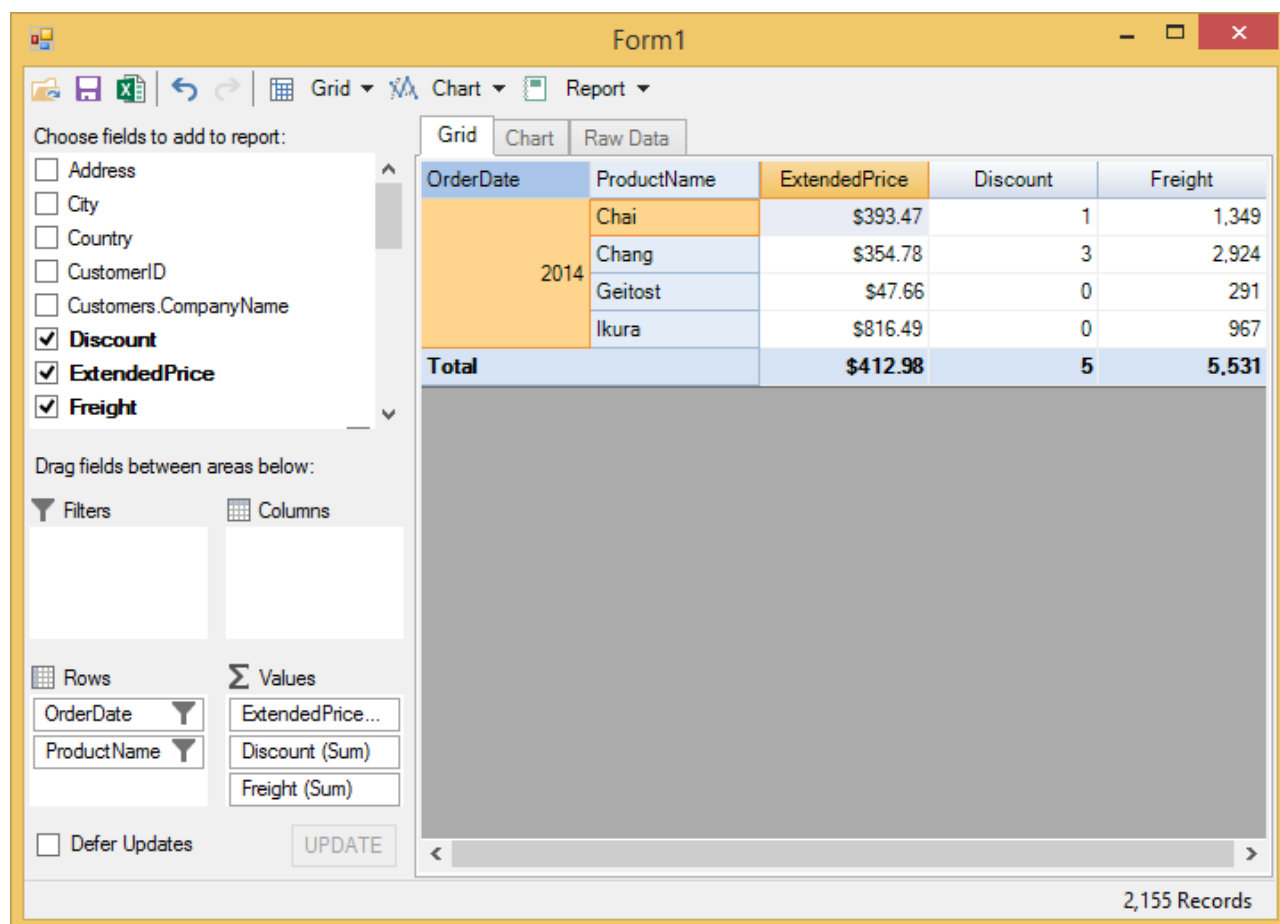 Form1
Grid Chart Report
Choose fields to add to report:
Address
City
Country
CustomerID
Customers.CompanyName
Discount
ExtendedPrice
Freight
Drag fields between areas below:
Filters Columns
Rows Values
OrderDate ExtendedPrice...
ProductName Discount (Sum)
Freight (Sum)
Defer Updates UPDATE
Grid Chart Raw Data
OrderDate ProductName ExtendedPrice Discount Freight
2014 Chai $393.47 1 1,349
Chang $354.78 3 2,924
Geitost $47.66 0 291
Ikura $816.49 0 967
Total $412.98 5 5,531
2,155 Records